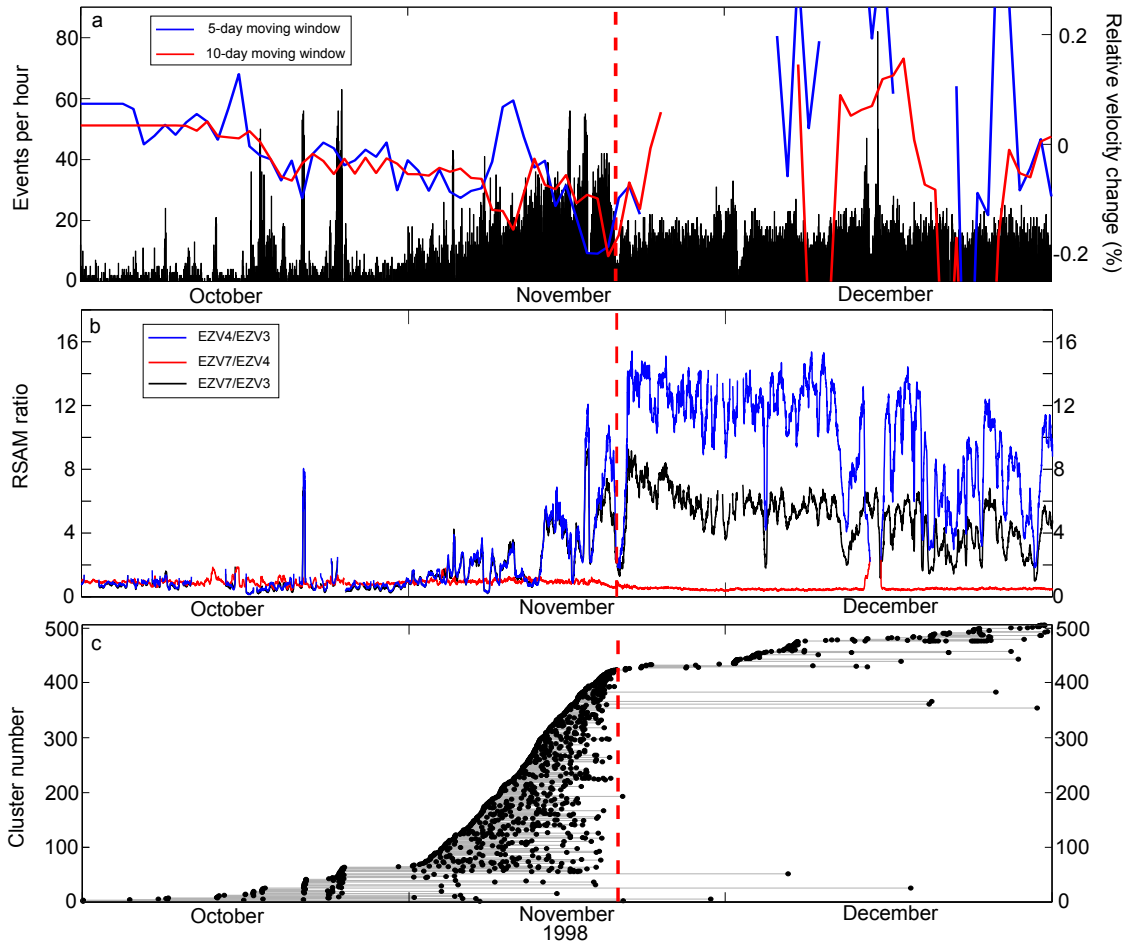 a
5-day moving window
10-day moving window
Events per hour
80
60
40
20
0
0.2
0
-0.2
Relative velocity change (%)
October
November
December
b
EZV4/EZV3
EZV7/EZV4
EZV7/EZV3
RSAM ratio
16
12
8
4
0
16
12
8
4
0
October
November
December
c
Cluster number
500
400
300
200
100
0
500
400
300
200
100
0
October
November
December
1998